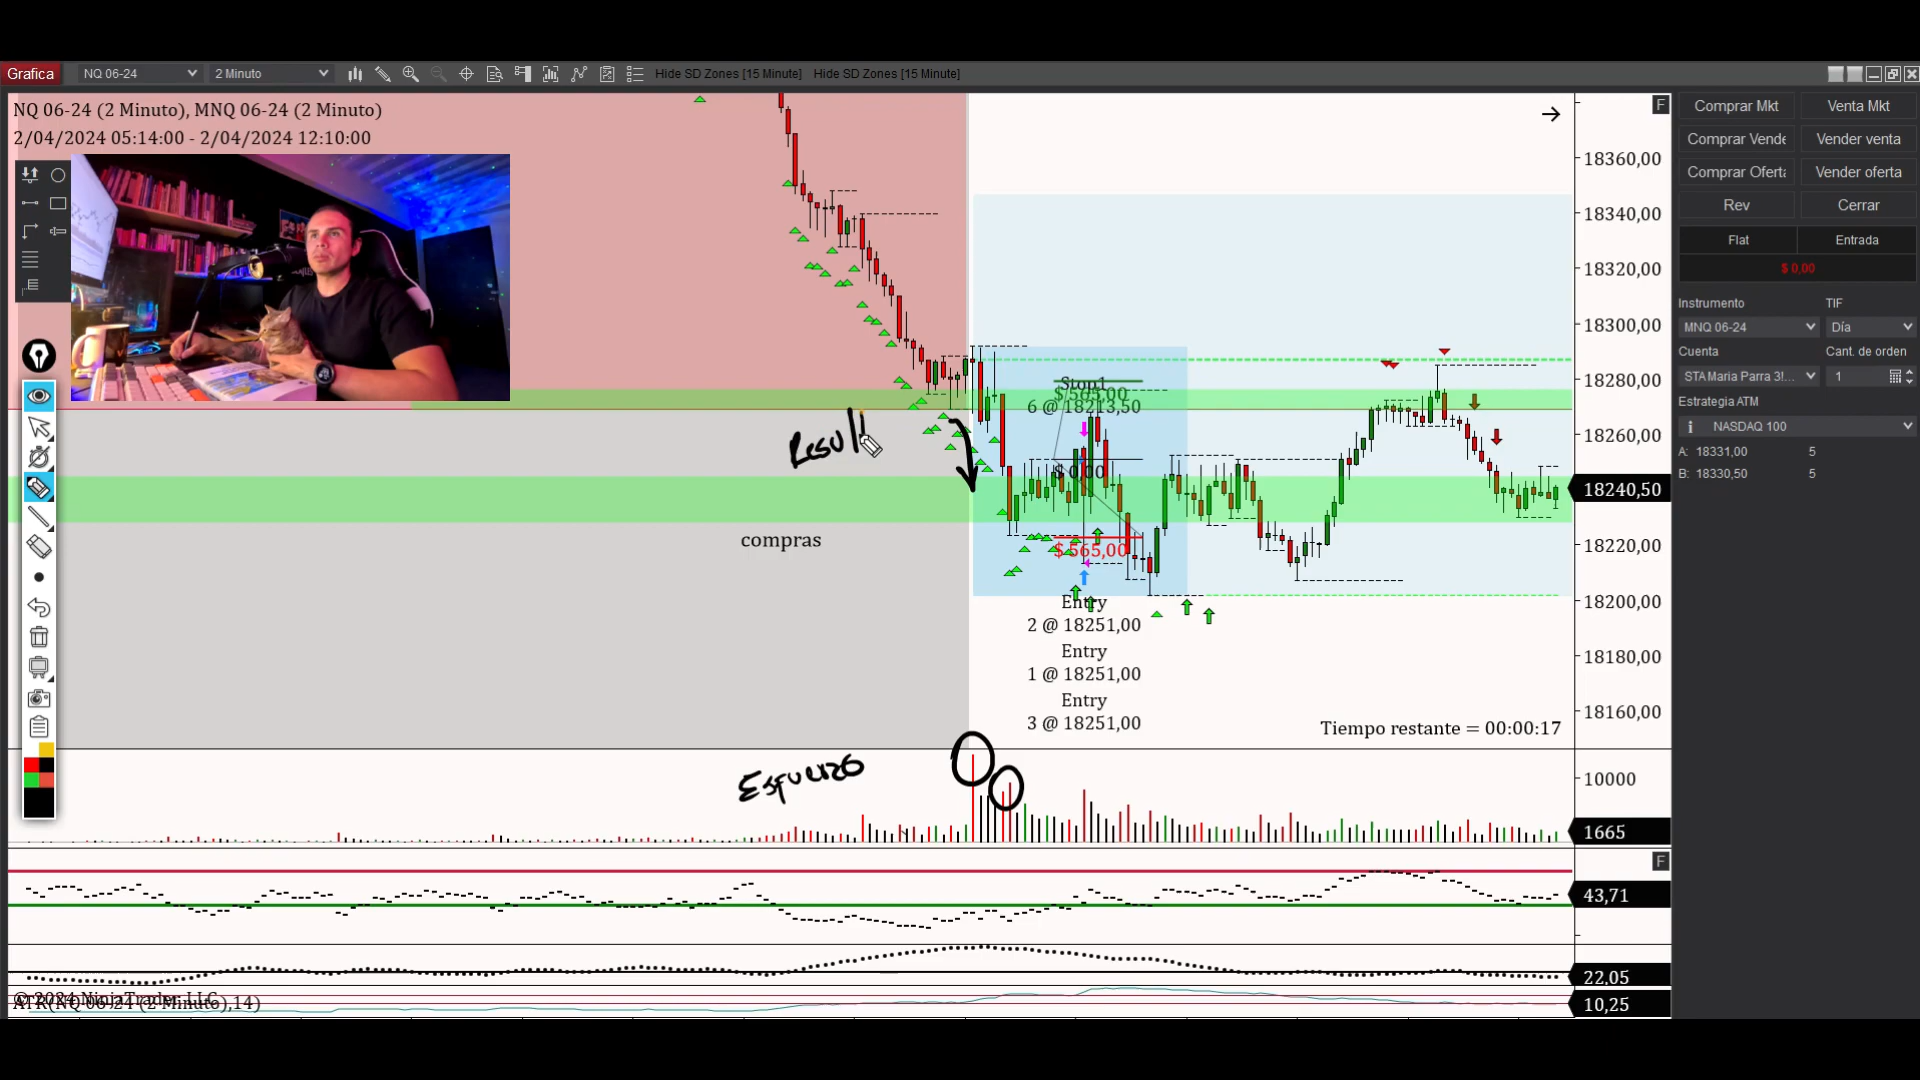 Grafica
NQ 06-24
2 Minuto
Hide SD Zones [15 Minute]
Hide SD Zones [15 Minute]
NQ 06-24 (2 Minuto), MNQ 06-24 (2 Minuto)
2/04/2024 05:14:00 - 2/04/2024 12:10:00
F
Comprar Mkt
Venta Mkt
Comprar Vende
Vender venta
Comprar Oferta
Vender oferta
Rev
Cerrar
Flat
Entrada
$ 0,00
Instrumento
TIF
MNQ 06-24
Día
Cuenta
Cant. de orden
STAMaria Parra 3!...
1
Estrategia ATM
NASDAQ 100
A: 18331,00
5
B: 18330,50
5
18360,00
18340,00
18320,00
18300,00
18280,00
18260,00
18240,50
18220,00
18200,00
18180,00
18160,00
Stop1
$ 565,00
6 @ 18213,50
Resul
$ 0,00
compras
$ 565,00
Entry
2 @ 18251,00
Entry
1 @ 18251,00
Entry
3 @ 18251,00
Tiempo restante = 00:00:17
Esfuerzo
10000
1665
F
43,71
22,05
© 2024 NinjaTrader, LLC
ATR(NQ 06-24 (2 Minuto),14)
10,25